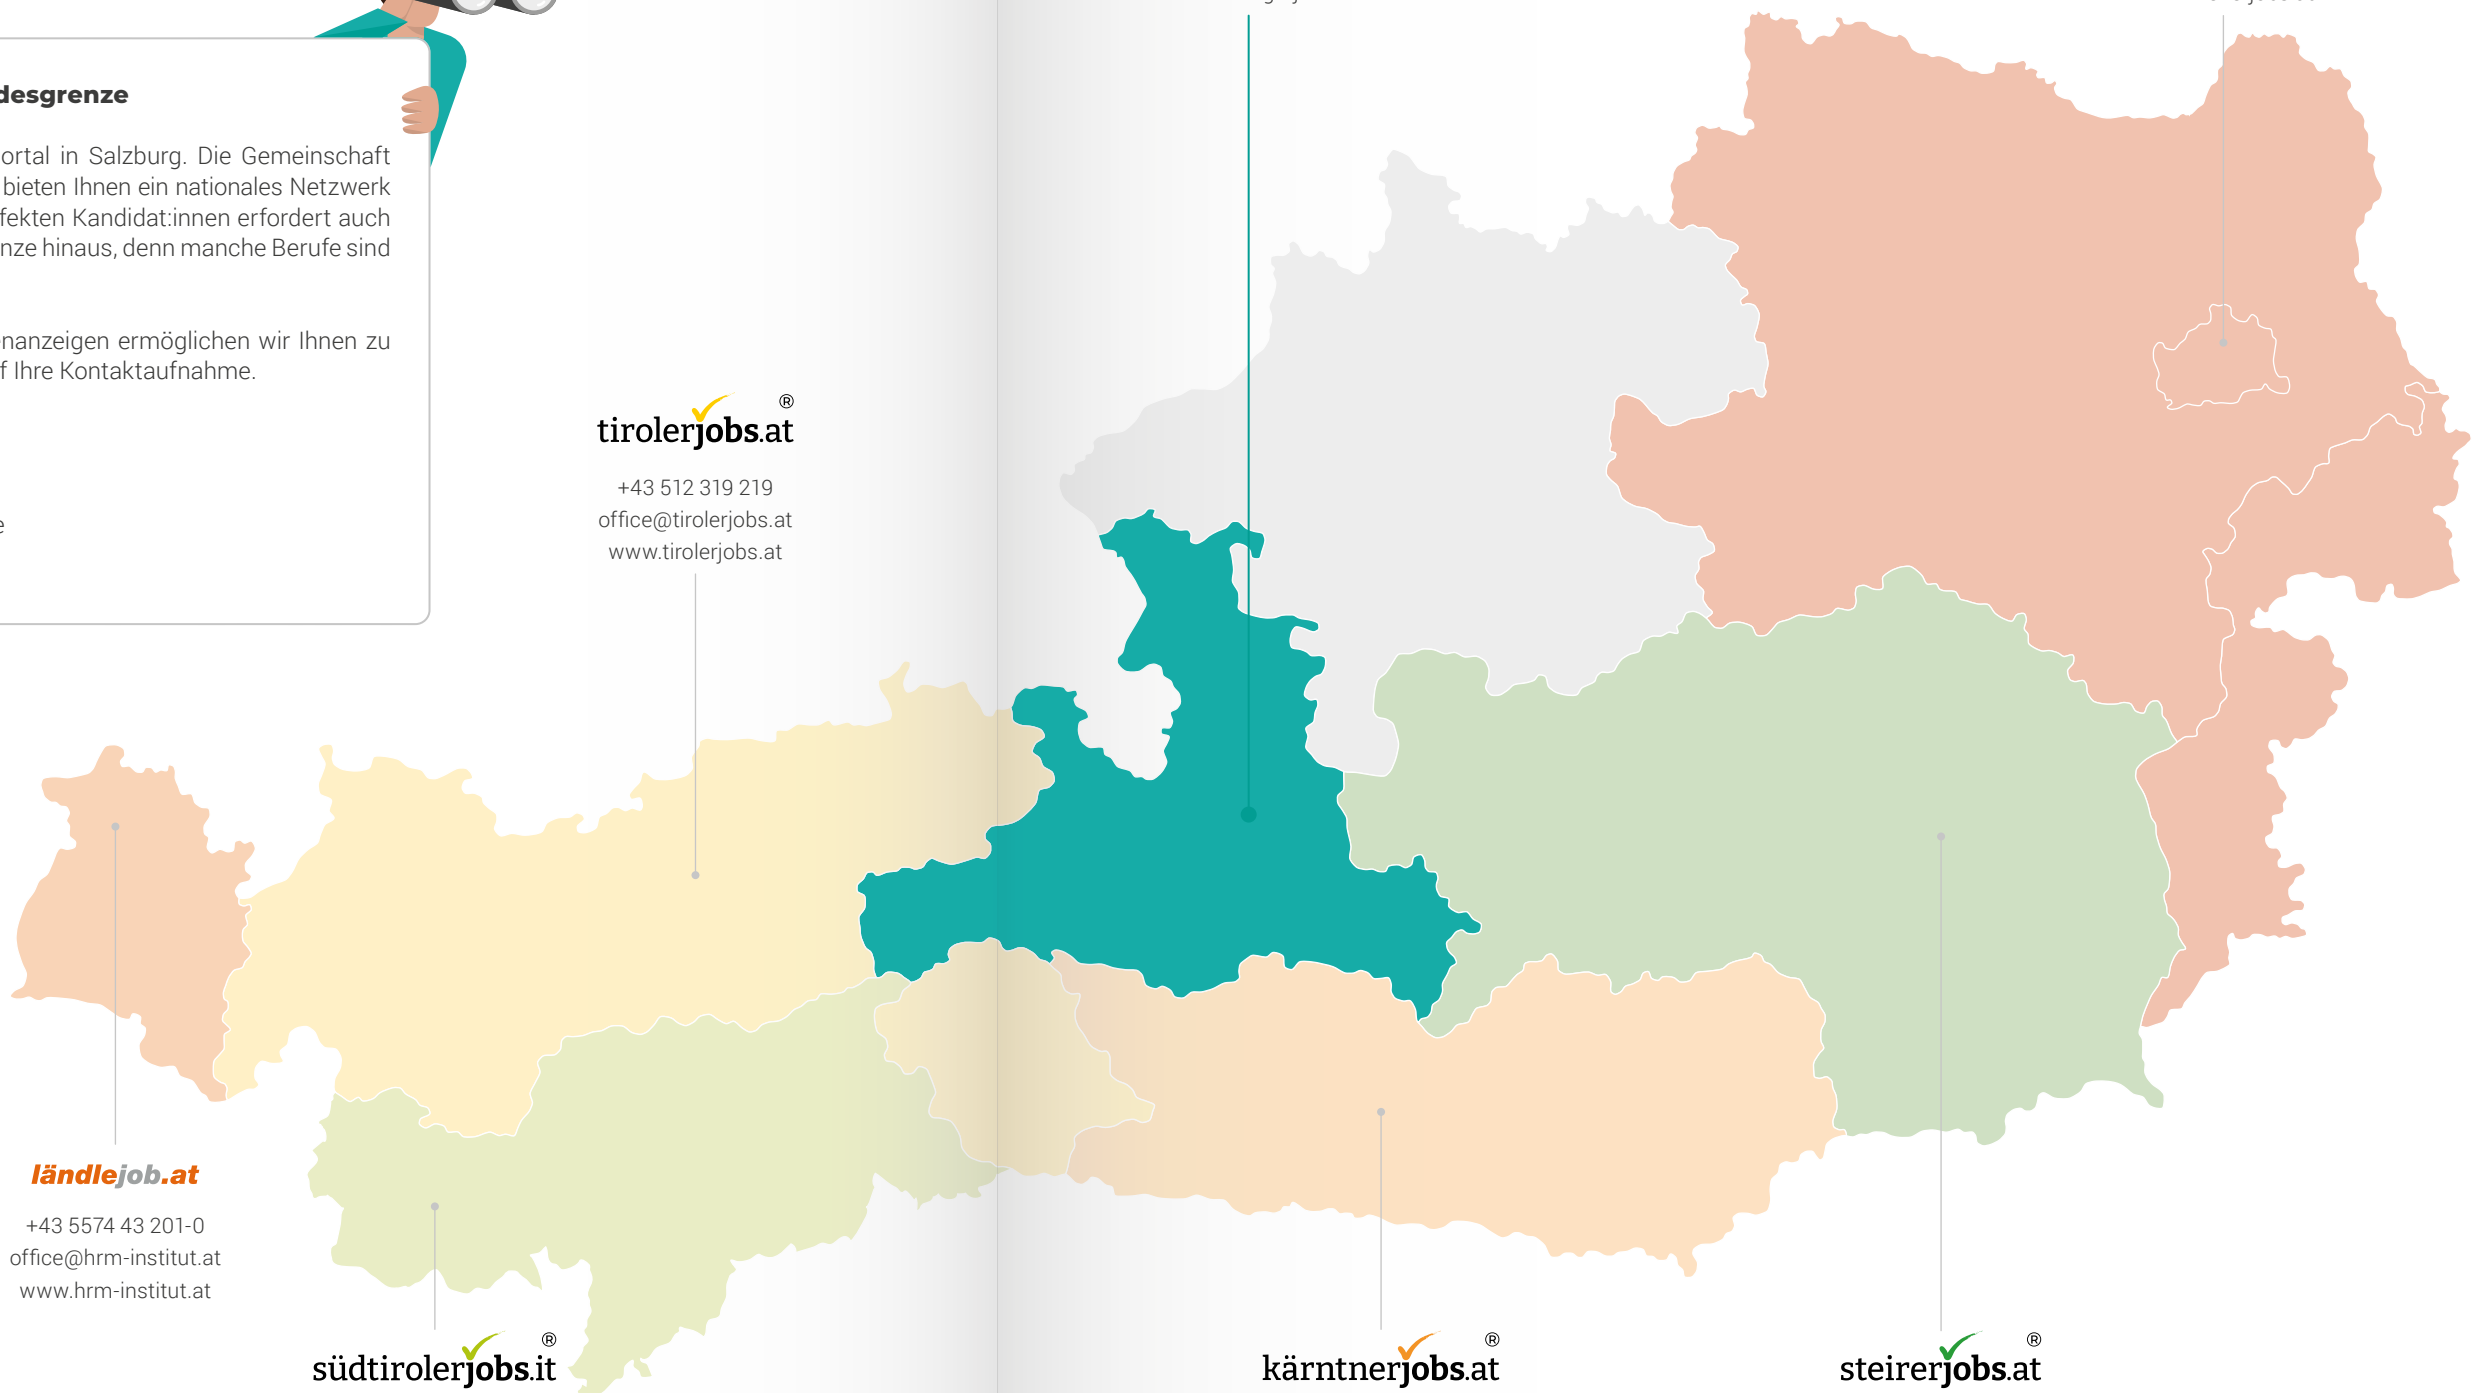 desgrenze
ortal in Salzburg. Die Gemeinschaft
bieten Ihnen ein nationales Netzwerk
fekten Kandidat:innen erfordert auch
nze hinaus, denn manche Berufe sind
enanzeigen ermöglichen wir Ihnen zu
f Ihre Kontaktaufnahme.
e
tirolerjobs.at®
+43 512 319 219
office@tirolerjobs.at
www.tirolerjobs.at
ländlejob.at
+43 5574 43 201-0
office@hrm-institut.at
www.hrm-institut.at
südtirolerjobs.it®
kärntnerjobs.at®
steirerjobs.at®